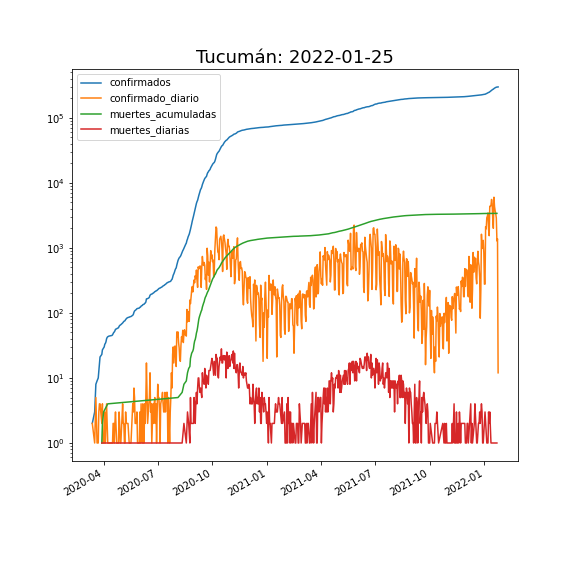 Tucumán: 2022-01-25
confirmados
confirmado_diario
muertes_acumuladas
muertes_diarias
10⁵
10⁴
10³
10²
10¹
10⁰
2020-04 2020-07 2020-10 2021-01 2021-04 2021-07 2021-10 2022-01